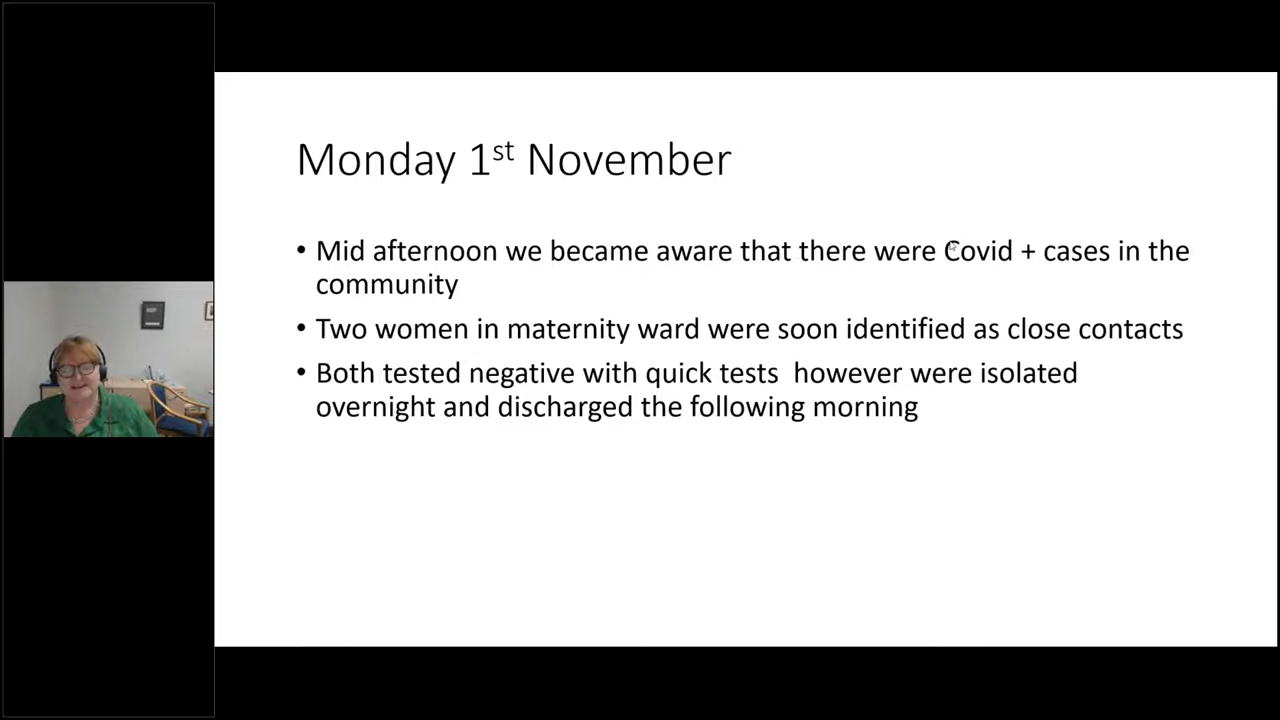 Monday 1st November
• Mid afternoon we became aware that there were Covid + cases in the
community
• Two women in maternity ward were soon identified as close contacts
• Both tested negative with quick tests  however were isolated
overnight and discharged the following morning